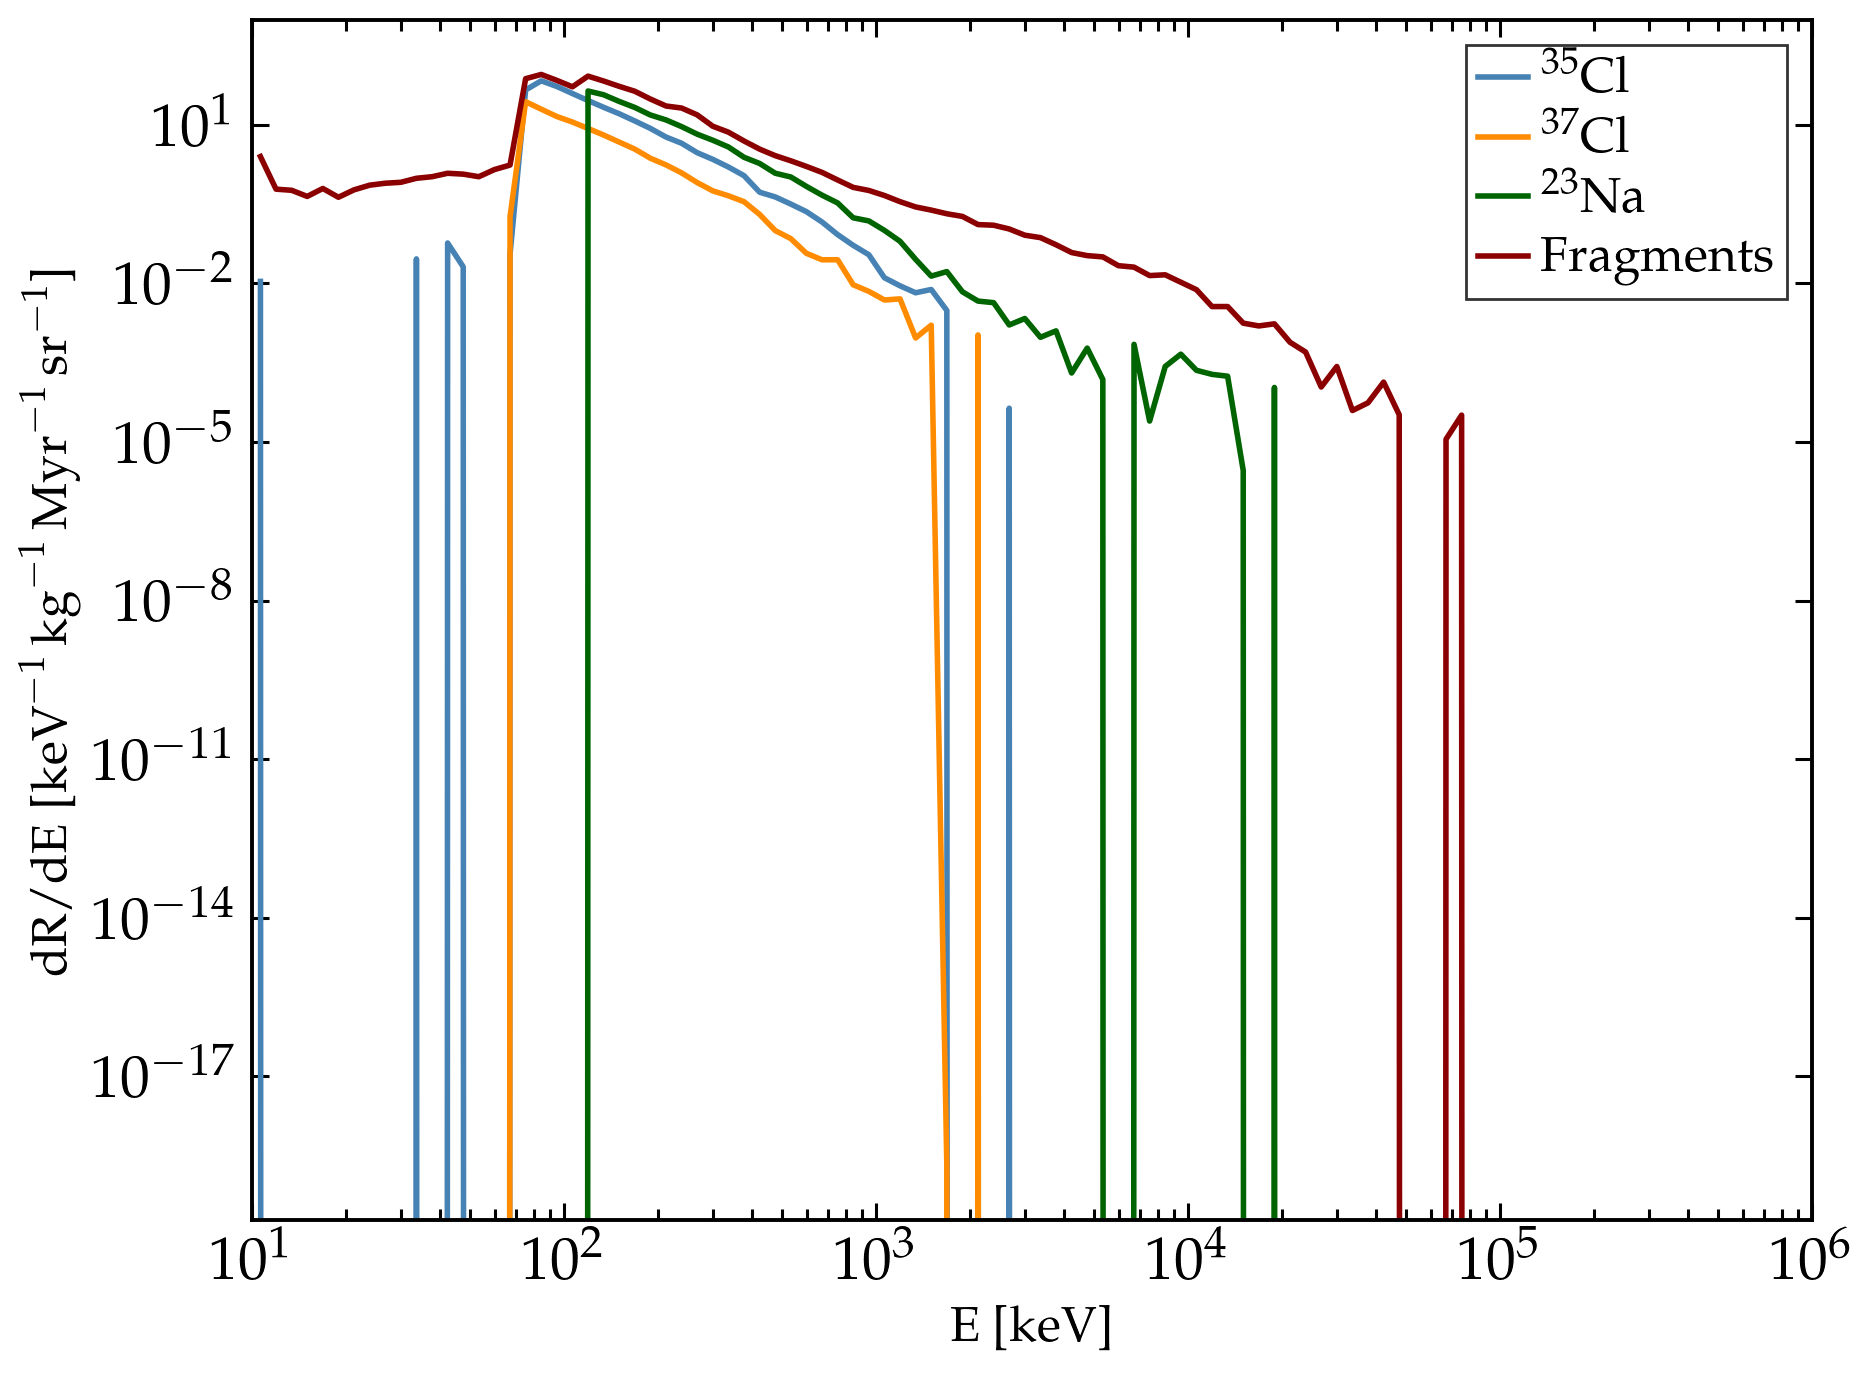 dR/dE [keV⁻¹ kg⁻¹ Myr⁻¹ sr⁻¹]
10¹
10⁻²
10⁻⁵
10⁻⁸
10⁻¹¹
10⁻¹⁴
10⁻¹⁷
³⁵Cl
³⁷Cl
²³Na
Fragments
10¹ 10² 10³ 10⁴ 10⁵ 10⁶
E [keV]